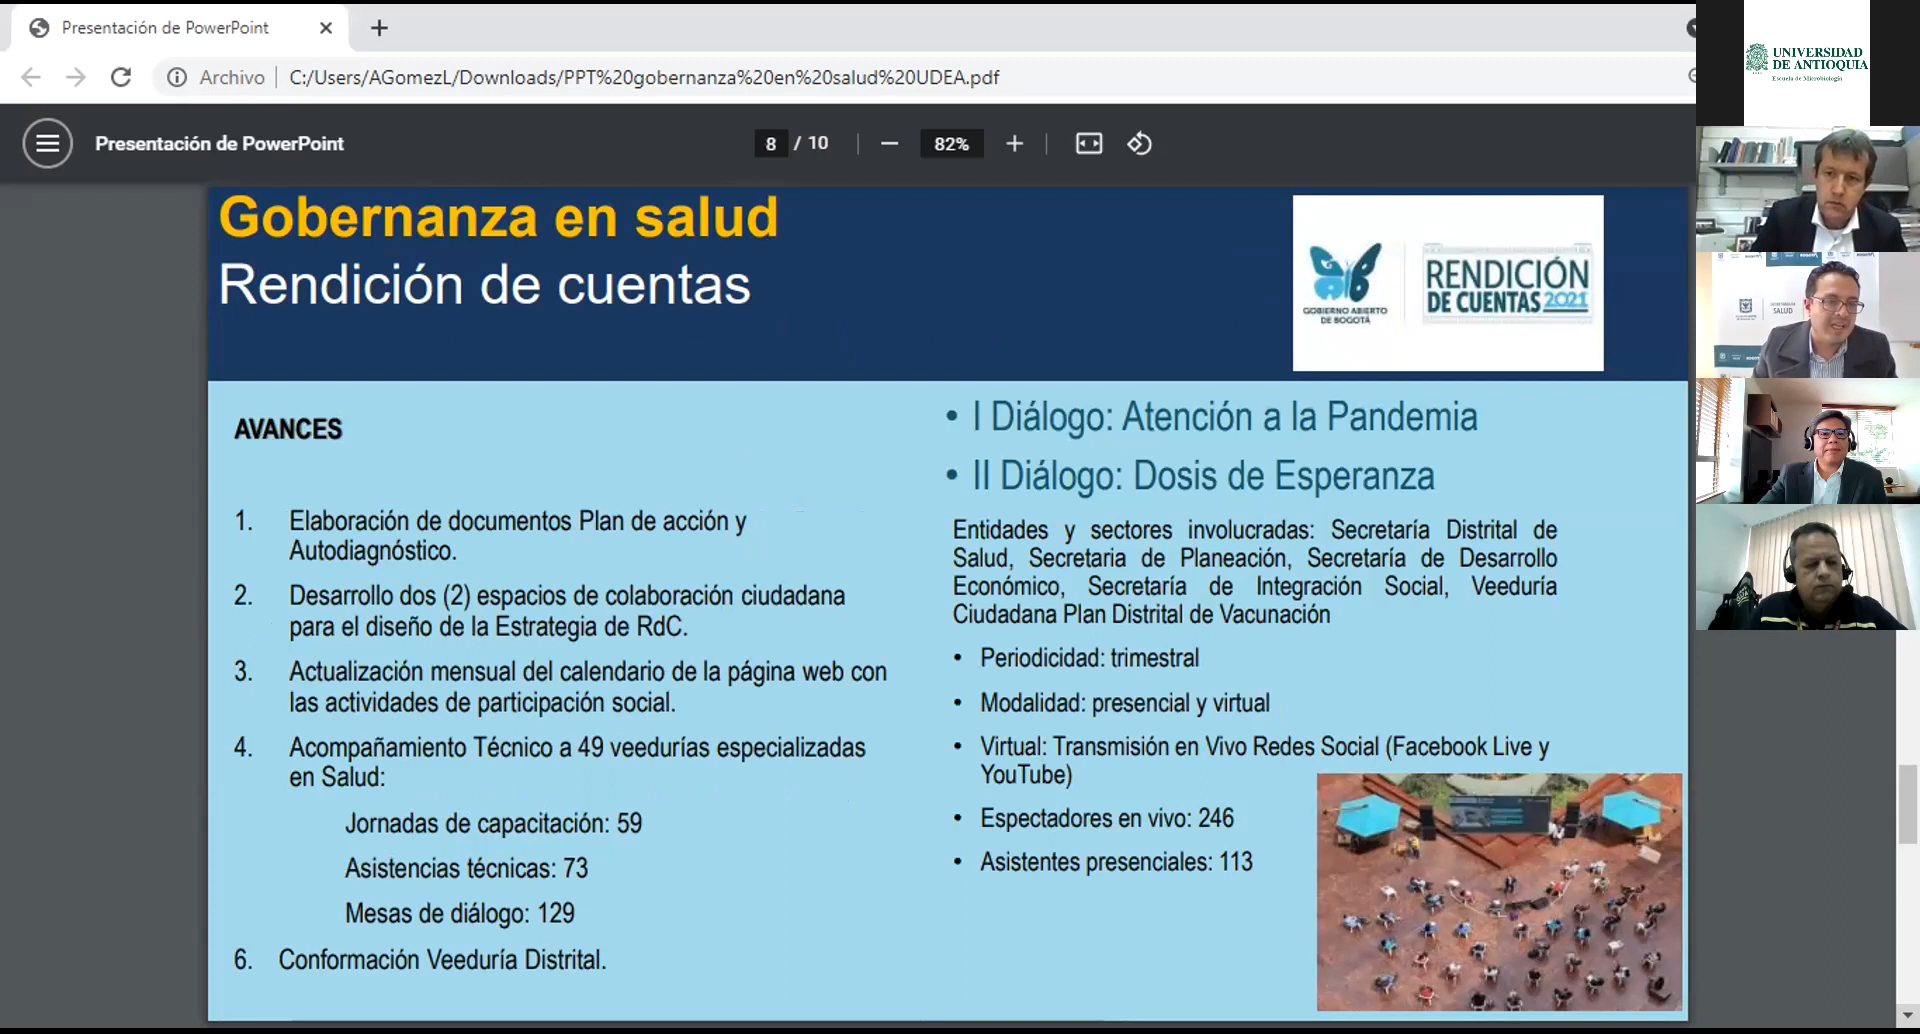 Presentación de PowerPoint
Archivo
C:/Users/AGomezL/Downloads/PPT%20gobernanza%20en%20salud%20UDEA.pdf
Presentación de PowerPoint
8 / 10
82%
Gobernanza en salud
Rendición de cuentas
GOBIERNO ABIERTO
DE BOGOTÁ
RENDICIÓN
DE CUENTAS 2021
AVANCES
1. Elaboración de documentos Plan de acción y
Autodiagnóstico.
2. Desarrollo dos (2) espacios de colaboración ciudadana
para el diseño de la Estrategia de RdC.
3. Actualización mensual del calendario de la página web con
las actividades de participación social.
4. Acompañamiento Técnico a 49 veedurías especializadas
en Salud:
Jornadas de capacitación: 59
Asistencias técnicas: 73
Mesas de diálogo: 129
6. Conformación Veeduría Distrital.
• I Diálogo: Atención a la Pandemia
• II Diálogo: Dosis de Esperanza
Entidades y sectores involucradas: Secretaría Distrital de
Salud, Secretaria de Planeación, Secretaría de Desarrollo
Económico, Secretaría de Integración Social, Veeduría
Ciudadana Plan Distrital de Vacunación
• Periodicidad: trimestral
• Modalidad: presencial y virtual
• Virtual: Transmisión en Vivo Redes Social (Facebook Live y
YouTube)
• Espectadores en vivo: 246
• Asistentes presenciales: 113
UNIVERSIDAD
DE ANTIOQUIA
Escuela de Microbiología
SALUD